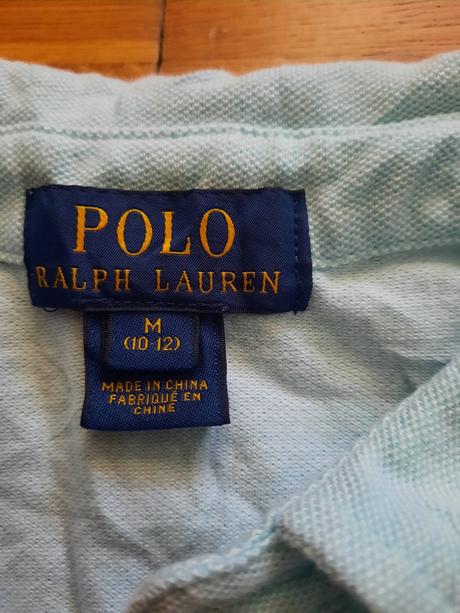 POLO
RALPH LAUREN
M
(10-12)
MADE IN CHINA
FABRIQUÉ EN
CHINE